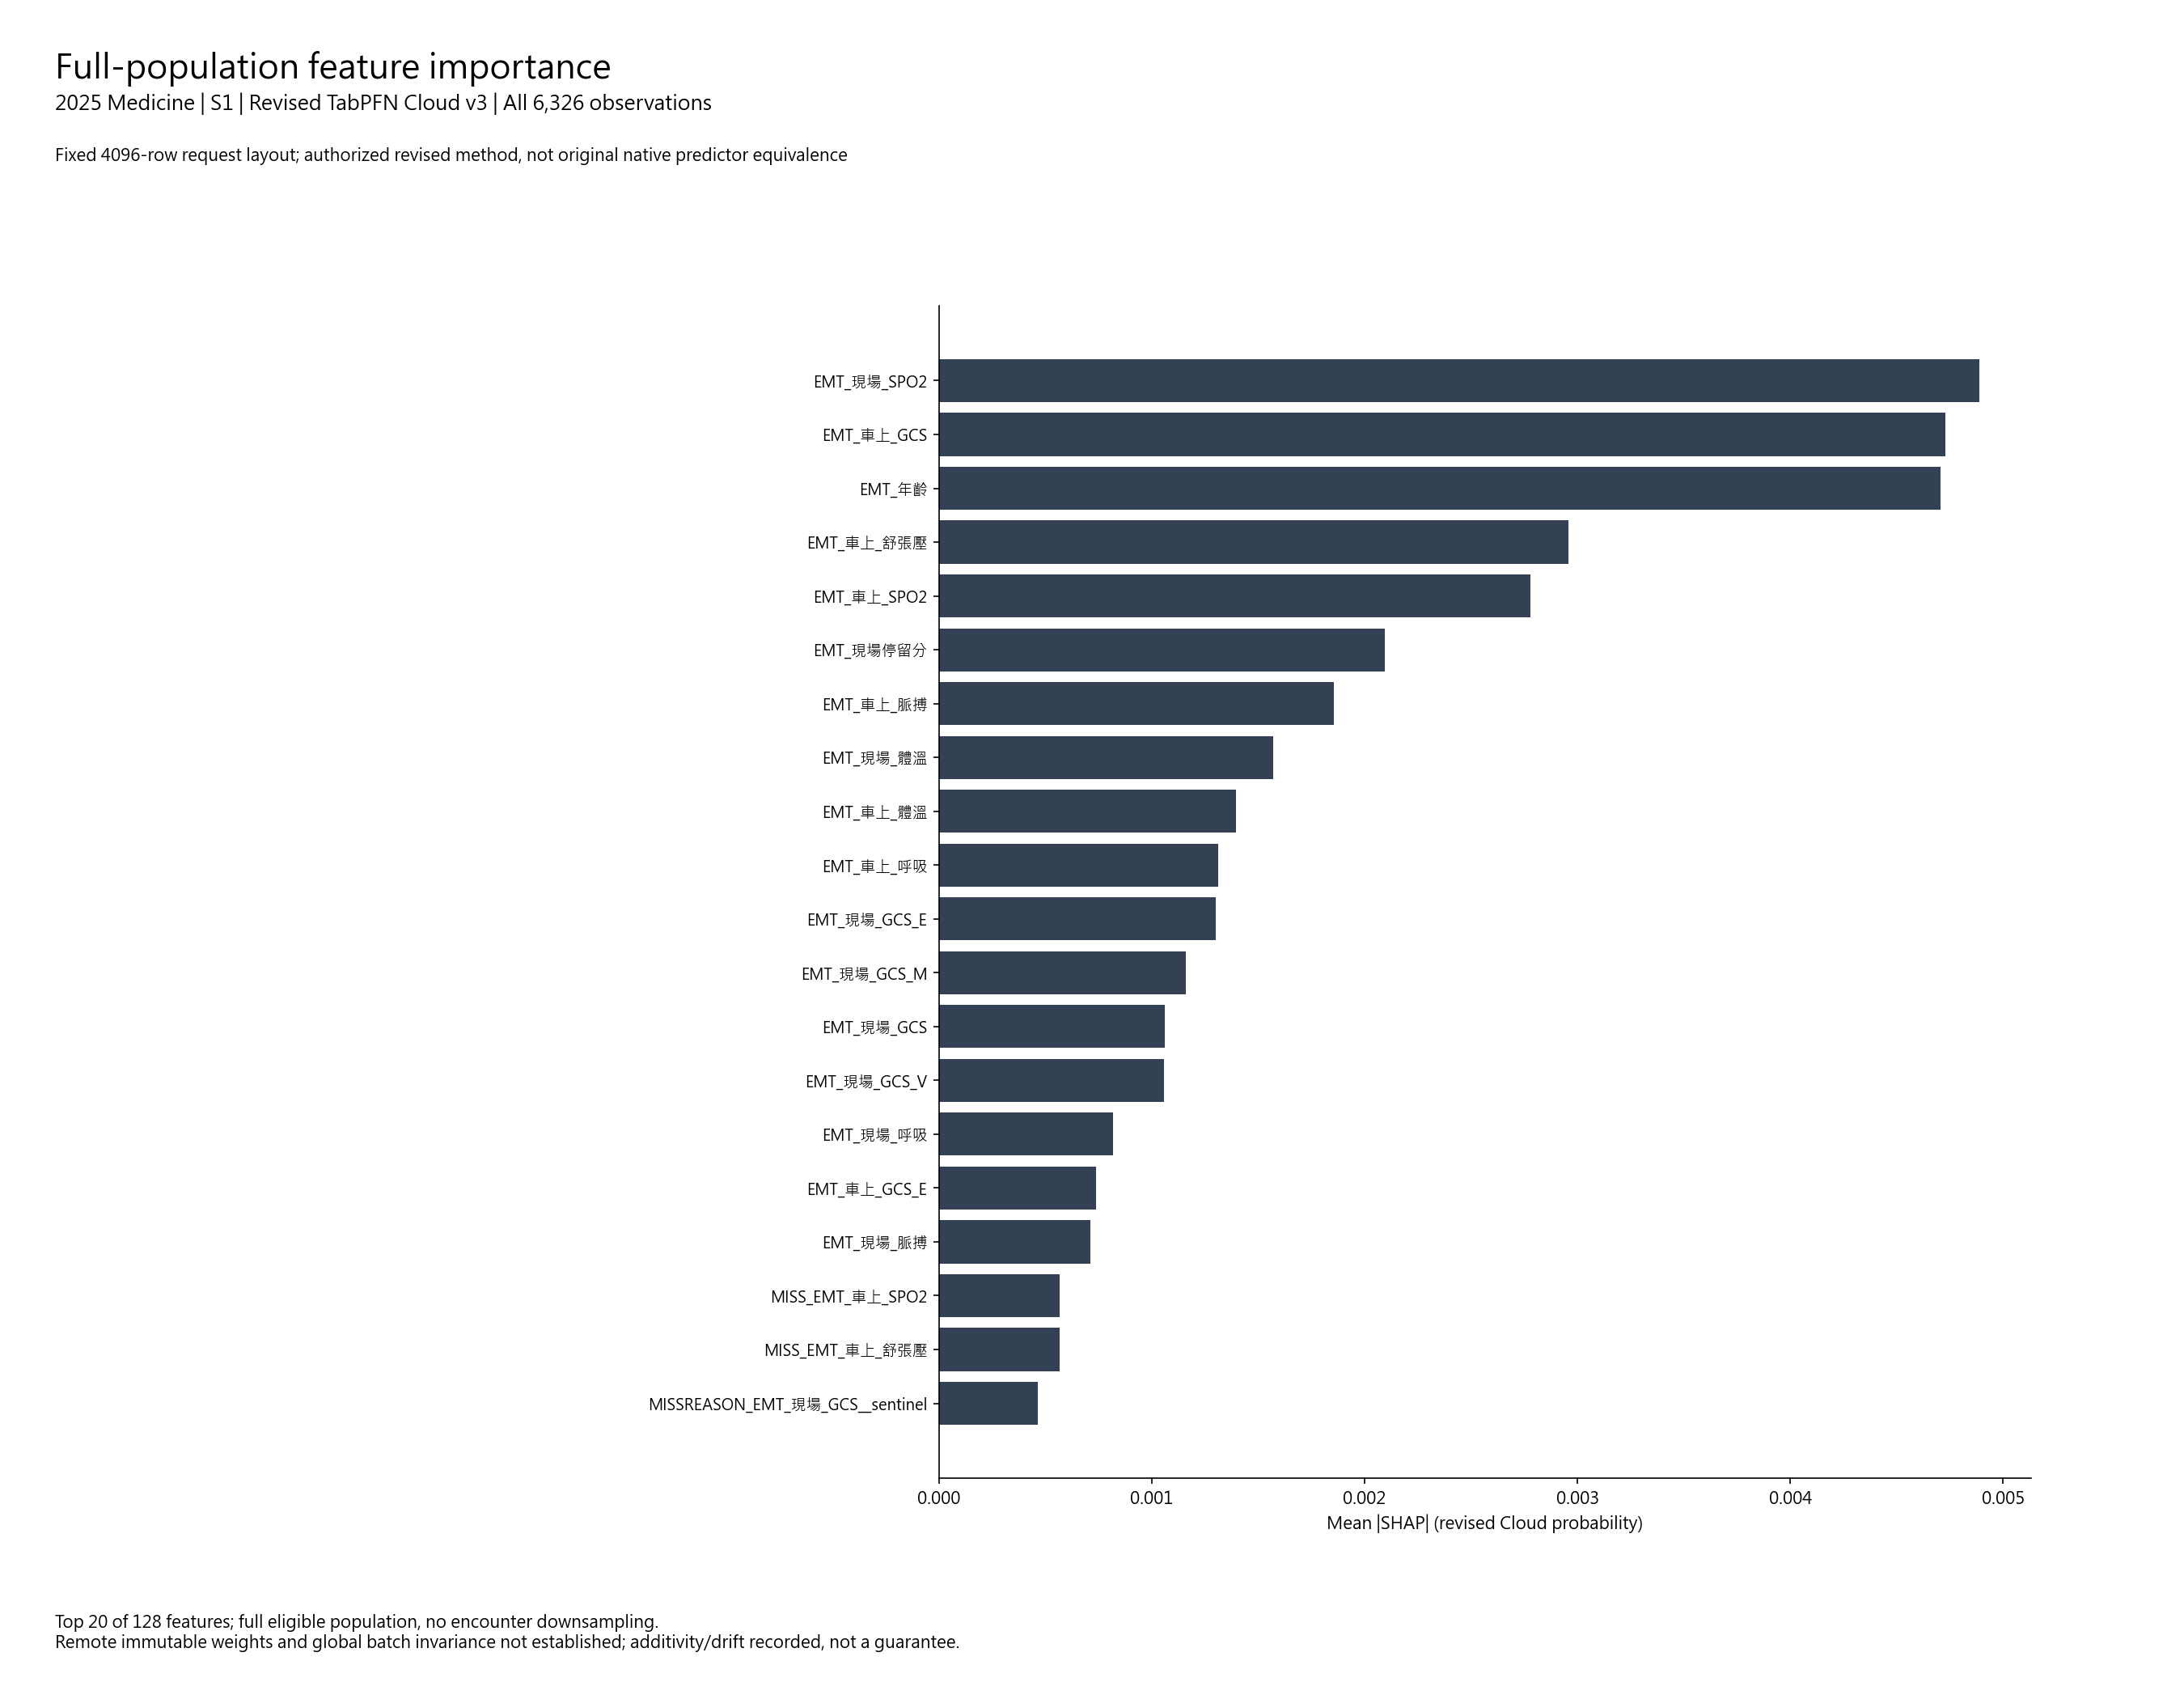 Full-population feature importance
2025 Medicine | S1 | Revised TabPFN Cloud v3 | All 6,326 observations
Fixed 4096-row request layout; authorized revised method, not original native predictor equivalence
EMT_現場_SPO2
EMT_車上_GCS
EMT_年齡
EMT_車上_舒張壓
EMT_車上_SPO2
EMT_現場停留分
EMT_車上_脈搏
EMT_現場_體溫
EMT_車上_體溫
EMT_車上_呼吸
EMT_現場_GCS_E
EMT_現場_GCS_M
EMT_現場_GCS
EMT_現場_GCS_V
EMT_現場_呼吸
EMT_車上_GCS_E
EMT_現場_脈搏
MISS_EMT_車上_SPO2
MISS_EMT_車上_舒張壓
MISSREASON_EMT_現場_GCS__sentinel
0.000 0.001 0.002 0.003 0.004 0.005
Mean |SHAP| (revised Cloud probability)
Top 20 of 128 features; full eligible population, no encounter downsampling.
Remote immutable weights and global batch invariance not established; additivity/drift recorded, not a guarantee.